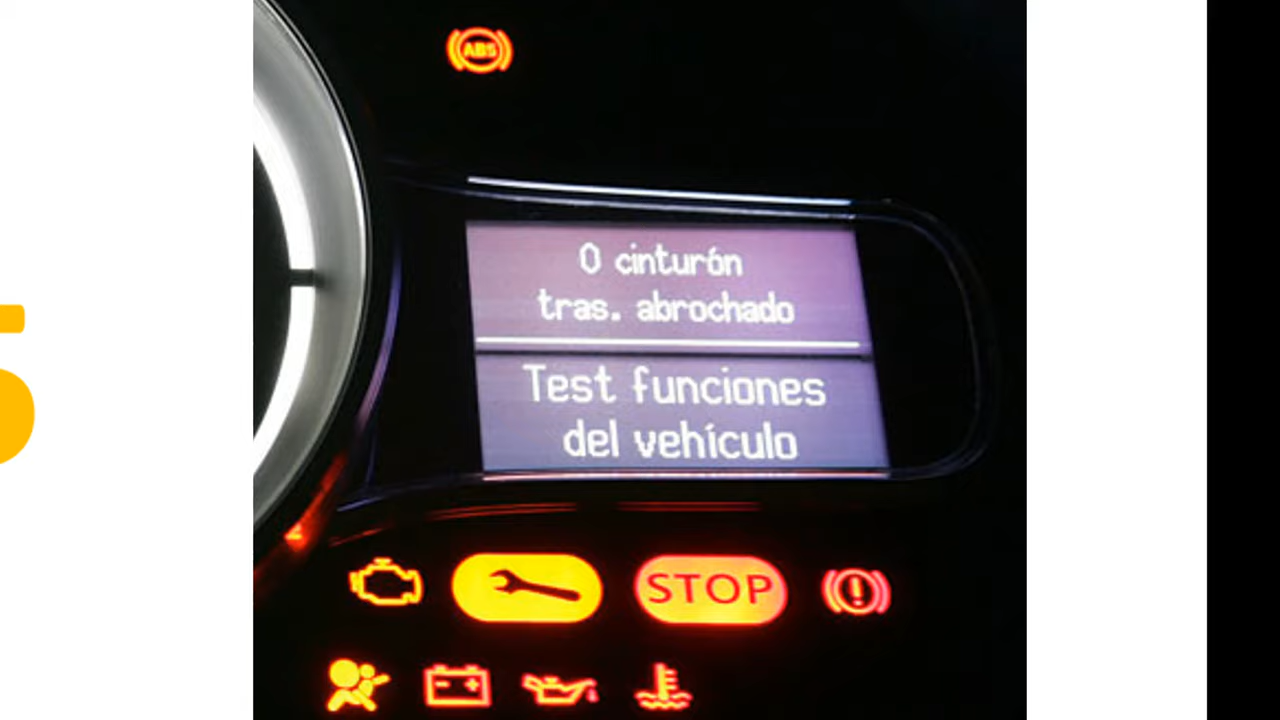 ABS
0 cinturón
tras. abrochado
Test funciones
del vehículo
STOP